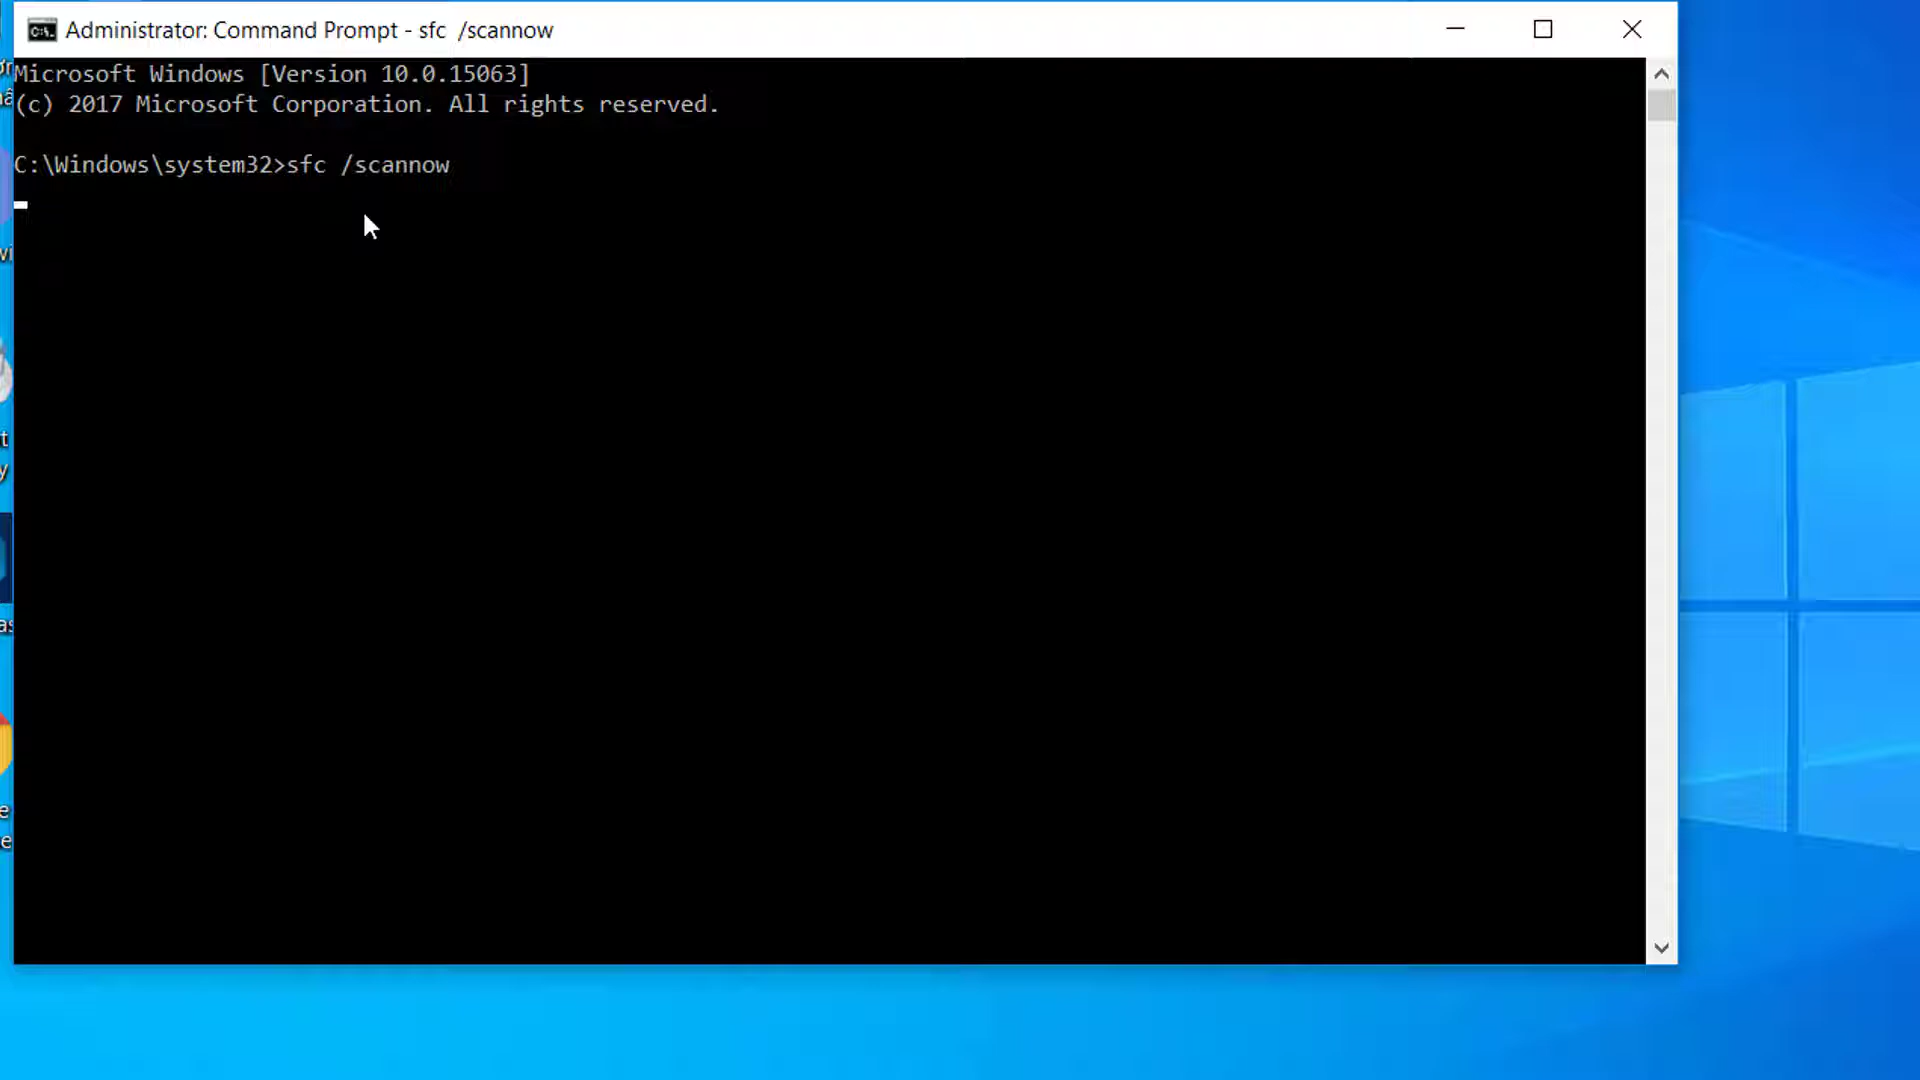 Administrator: Command Prompt - sfc  /scannow
Microsoft Windows [Version 10.0.15063]
(c) 2017 Microsoft Corporation. All rights reserved.
C:\Windows\system32>sfc /scannow